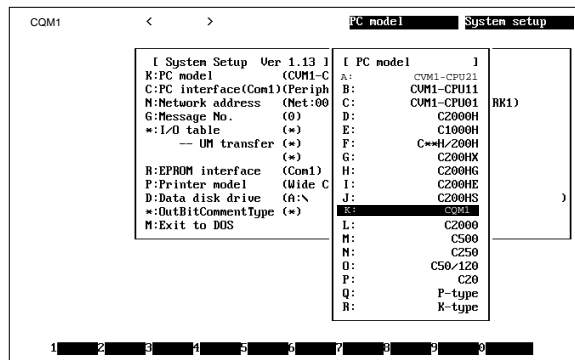 CQM1 < > PC model System setup
[ System Setup Ver 1.13 ]
K:PC model (CVM1-C
C:PC interface(Com1)(Periph
N:Network address (Net:00
G:Message No. (0)
*:I/O table (*)
-- UM transfer (*)
(*)
R:EPROM interface (Com1)
P:Printer model (Wide C
D:Data disk drive (A:\
*:OutBitCommentType (*)
M:Exit to DOS
[ PC model ]
A: CVM1-CPU21
B: CVM1-CPU11
C: CVM1-CPU01
D: C2000H
E: C1000H
F: C**H/200H
G: C200HX
H: C200HG
I: C200HE
J: C200HS
K: CQM1
L: C2000
M: C500
N: C250
O: C50/120
P: C20
Q: P-type
R: K-type
RK1)
)
1 2 3 4 5 6 7 8 9 0